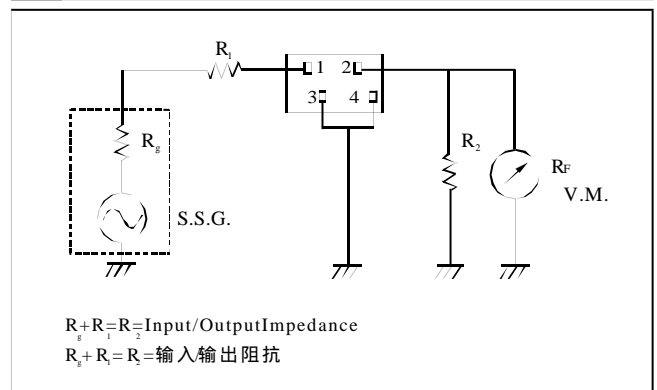 R₁
1 2
3 4
R₉
S.S.G.
R₂
RF
V.M.
Rg+R₁=R₂=Input/OutputImpedance
Rg+R₁=R₂=输入/输出阻抗